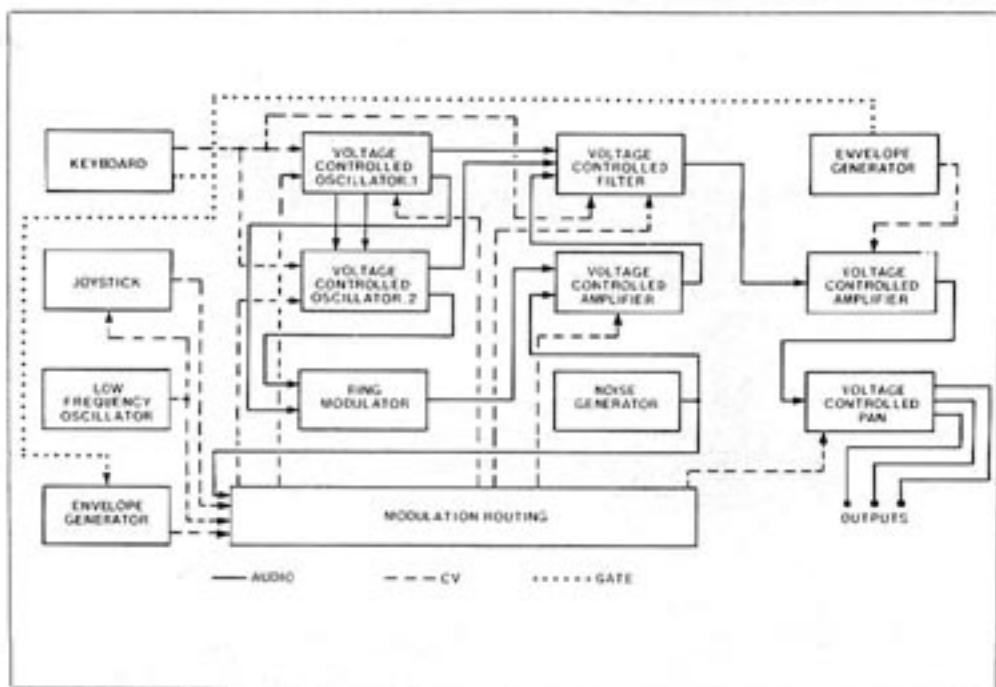 KEYBOARD
VOLTAGE
CONTROLLED
OSCILLATOR.1
VOLTAGE
CONTROLLED
FILTER
ENVELOPE
GENERATOR
JOYSTICK
VOLTAGE
CONTROLLED
OSCILLATOR.2
VOLTAGE
CONTROLLED
AMPLIFIER
VOLTAGE
CONTROLLED
AMPLIFIER
LOW
FREQUENCY
OSCILLATOR
RING
MODULATOR
NOISE
GENERATOR
VOLTAGE
CONTROLLED
PAN
ENVELOPE
GENERATOR
MODULATION ROUTING
OUTPUTS
AUDIO
CV
GATE